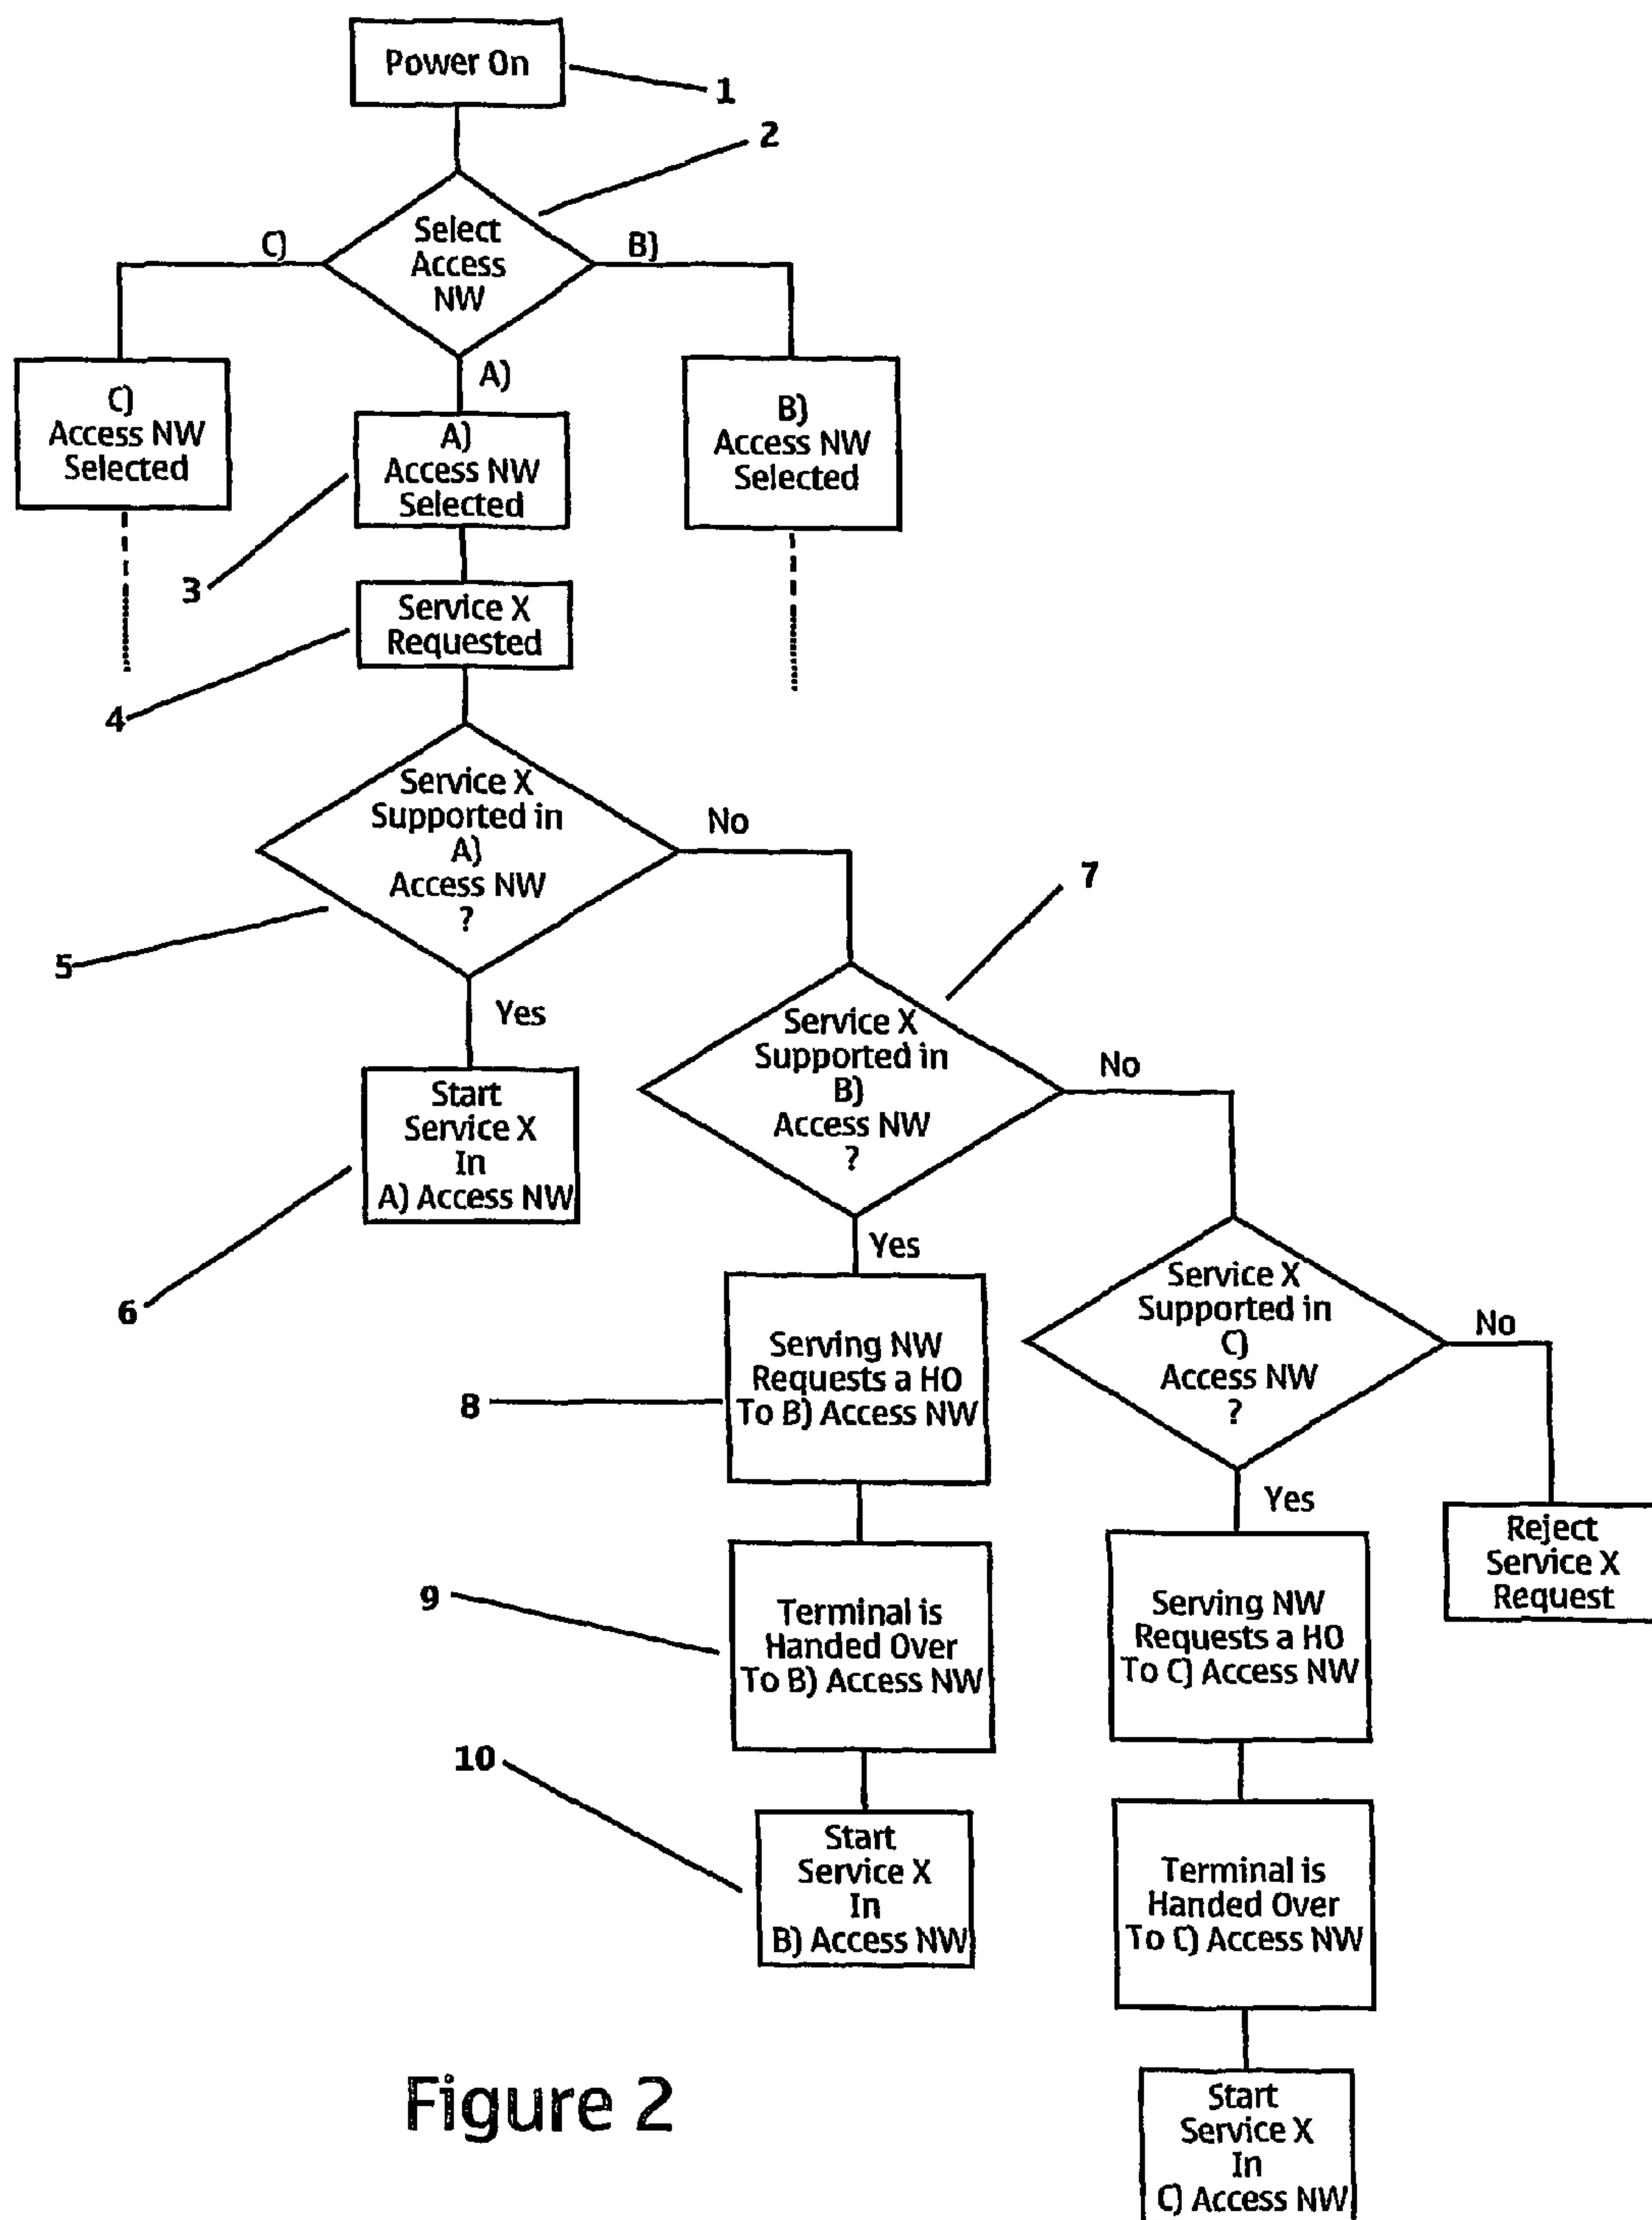 Power On
1
2
Select
Access
NW
C)
B)
A)
C)
Access NW
Selected
A)
Access NW
Selected
B)
Access NW
Selected
3
Service X
Requested
4
Service X
Supported in
A)
Access NW
?
No
5
Yes
7
Start
Service X
In
A) Access NW
6
Service X
Supported in
B)
Access NW
?
No
Yes
Serving NW
Requests a HO
To B) Access NW
8
Service X
Supported in
C)
Access NW
?
No
Yes
Reject
Service X
Request
Terminal is
Handed Over
To B) Access NW
9
Serving NW
Requests a HO
To C) Access NW
10
Start
Service X
In
B) Access NW
Terminal is
Handed Over
To C) Access NW
Start
Service X
In
C) Access NW
Figure 2